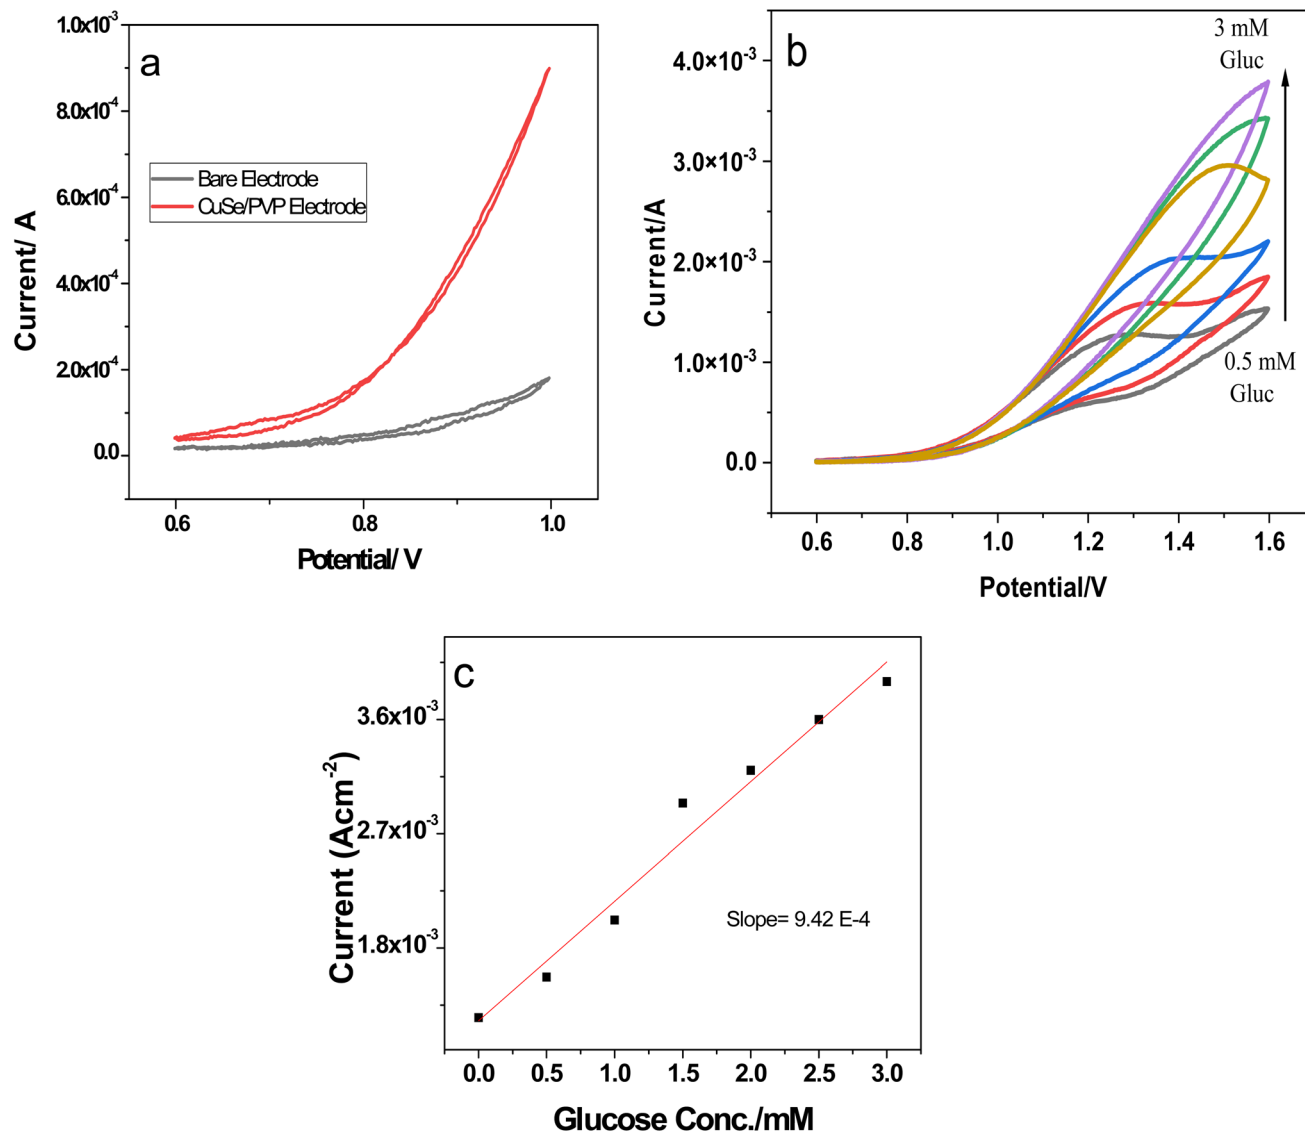 a
1.0x10⁻³
8.0x10⁻⁴
6.0x10⁻⁴
4.0x10⁻⁴
2.0x10⁻⁴
0.0
Current/ A
Bare Electrode
CuSe/PVP Electrode
0.6
0.8
1.0
Potential/ V
b
4.0×10⁻³
3.0×10⁻³
2.0×10⁻³
1.0×10⁻³
0.0
Current/A
3 mM
Gluc
0.5 mM
Gluc
0.6
0.8
1.0
1.2
1.4
1.6
Potential/V
c
3.6x10⁻³
2.7x10⁻³
1.8x10⁻³
Current (Acm⁻²)
Slope= 9.42 E-4
0.0
0.5
1.0
1.5
2.0
2.5
3.0
Glucose Conc./mM